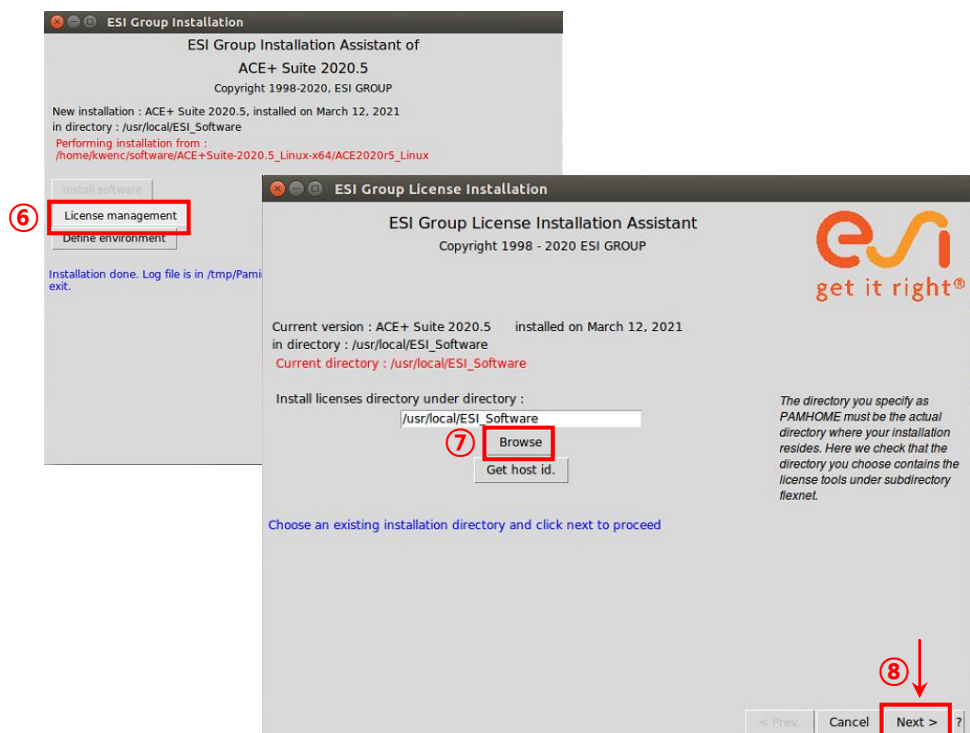 ESI Group Installation
ESI Group Installation Assistant of
ACE+ Suite 2020.5
Copyright 1998-2020, ESI GROUP
New installation : ACE+ Suite 2020.5, installed on March 12, 2021
in directory : /usr/local/ESI_Software
Performing installation from :
/home/kwenc/software/ACE+Suite-2020.5_Linux-x64/ACE2020r5_Linux
Install software
⑥
License management
Define environment
Installation done. Log file is in /tmp/Pami
exit.
ESI Group License Installation
ESI Group License Installation Assistant
Copyright 1998 - 2020 ESI GROUP
esi
get it right®
Current version : ACE+ Suite 2020.5 installed on March 12, 2021
in directory : /usr/local/ESI_Software
Current directory : /usr/local/ESI_Software
Install licenses directory under directory :
/usr/local/ESI_Software
⑦
Browse
Get host id.
The directory you specify as
PAMHOME must be the actual
directory where your installation
resides. Here we check that the
directory you choose contains the
license tools under subdirectory
flexnet.
Choose an existing installation directory and click next to proceed
⑧
< Prev. Cancel Next > ?